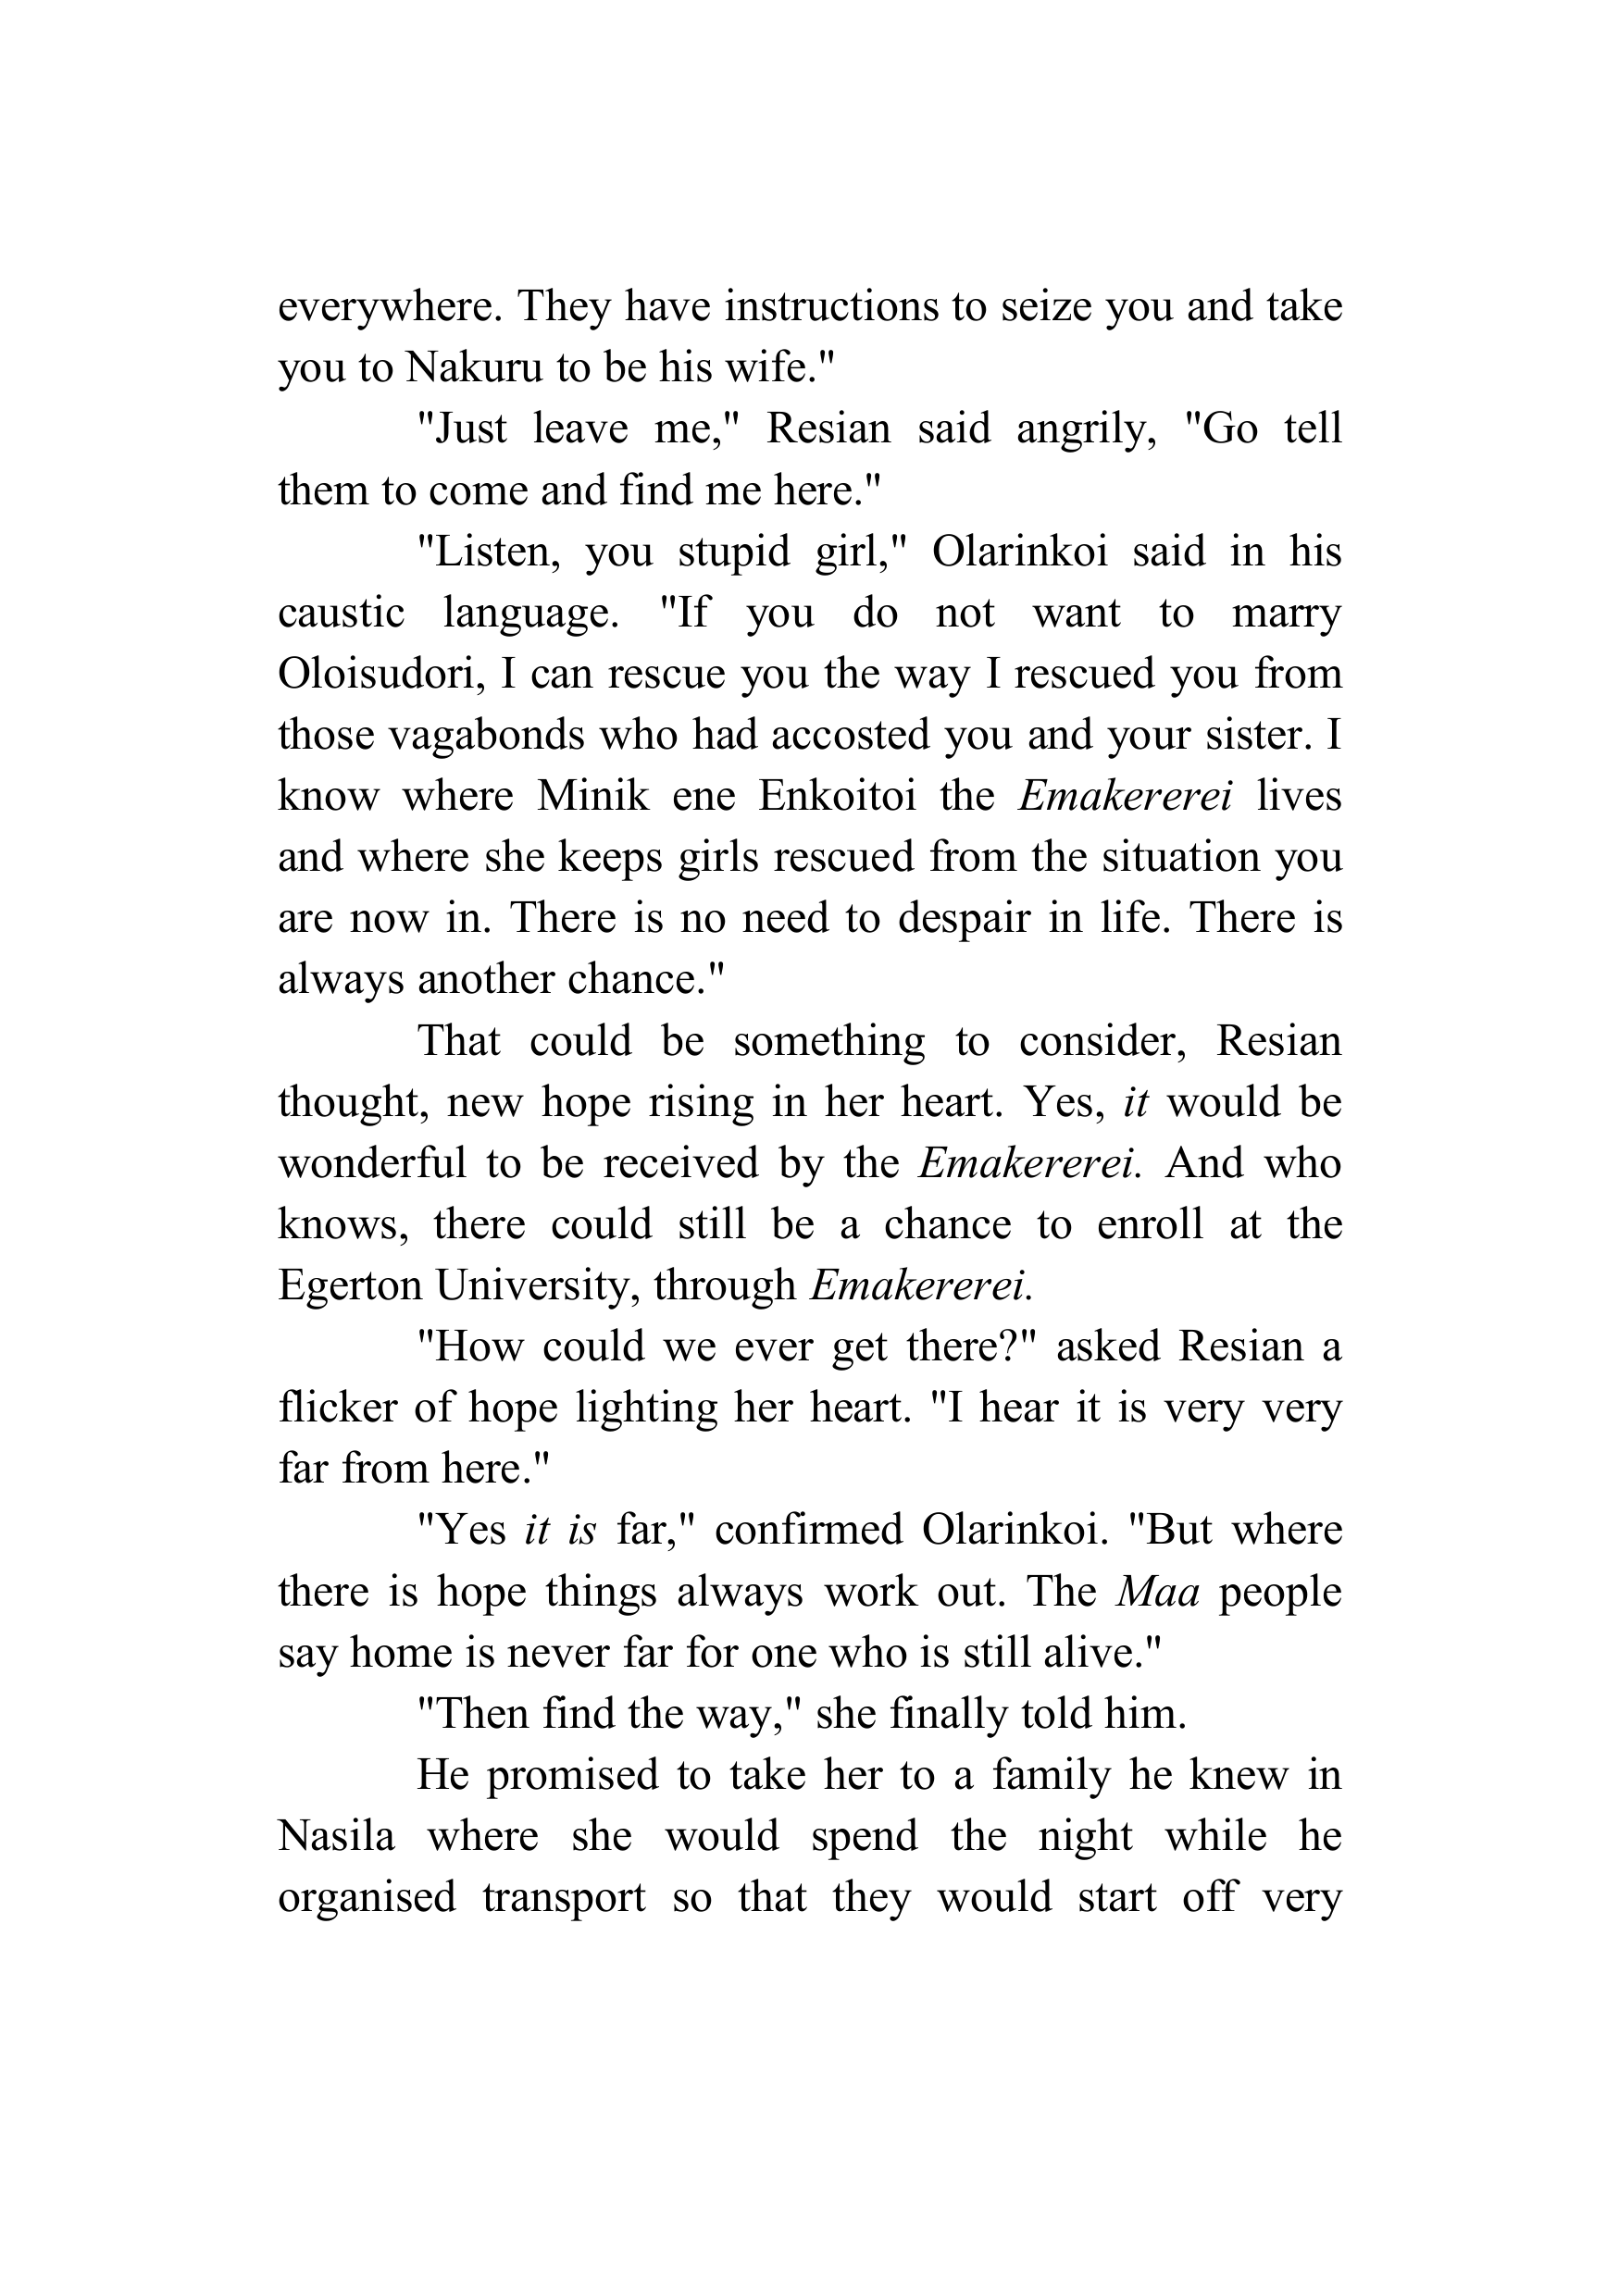 everywhere. They have instructions to seize you and take
you to Nakuru to be his wife."
"Just leave me," Resian said angrily, "Go tell
them to come and find me here."
"Listen, you stupid girl," Olarinkoi said in his
caustic language. "If you do not want to marry
Oloisudori, I can rescue you the way I rescued you from
those vagabonds who had accosted you and your sister. I
know where Minik ene Enkoitoi the Emakererei lives
and where she keeps girls rescued from the situation you
are now in. There is no need to despair in life. There is
always another chance."
That could be something to consider, Resian
thought, new hope rising in her heart. Yes, it would be
wonderful to be received by the Emakererei. And who
knows, there could still be a chance to enroll at the
Egerton University, through Emakererei.
"How could we ever get there?" asked Resian a
flicker of hope lighting her heart. "I hear it is very very
far from here."
"Yes it is far," confirmed Olarinkoi. "But where
there is hope things always work out. The Maa people
say home is never far for one who is still alive."
"Then find the way," she finally told him.
He promised to take her to a family he knew in
Nasila where she would spend the night while he
organised transport so that they would start off very